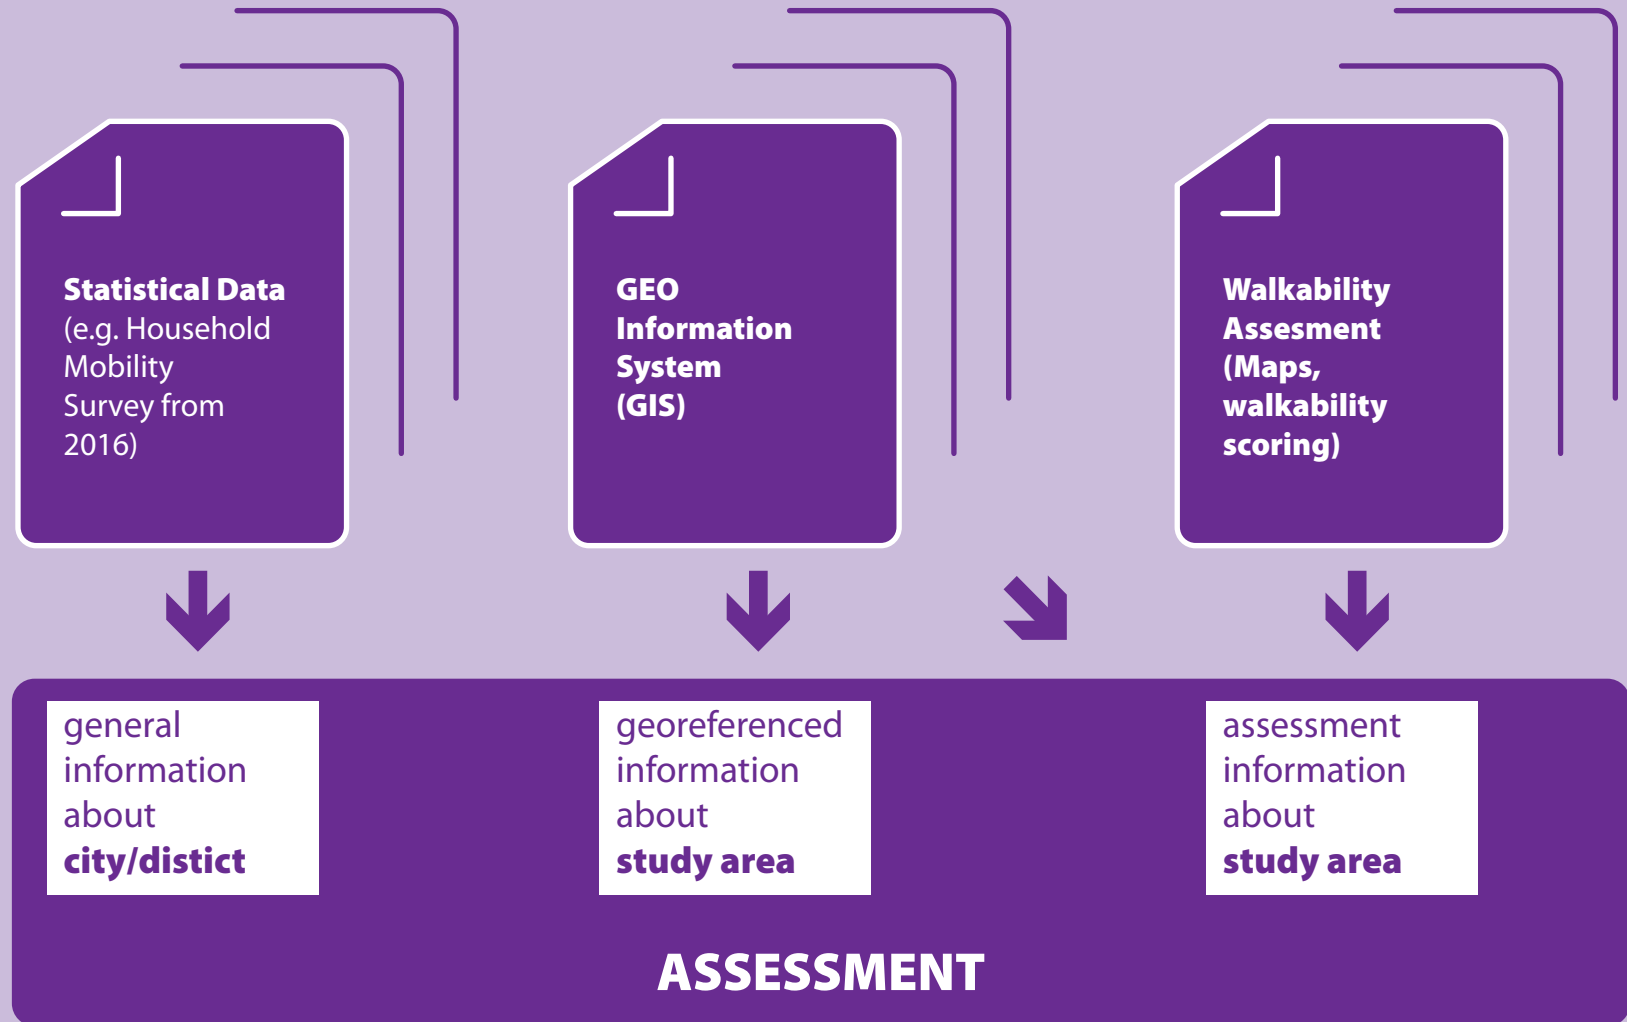 Statistical Data
(e.g. Household
Mobility
Survey from
2016)
GEO
Information
System
(GIS)
Walkability
Assesment
(Maps,
walkability
scoring)
general
information
about
city/distict
georeferenced
information
about
study area
assessment
information
about
study area
ASSESSMENT